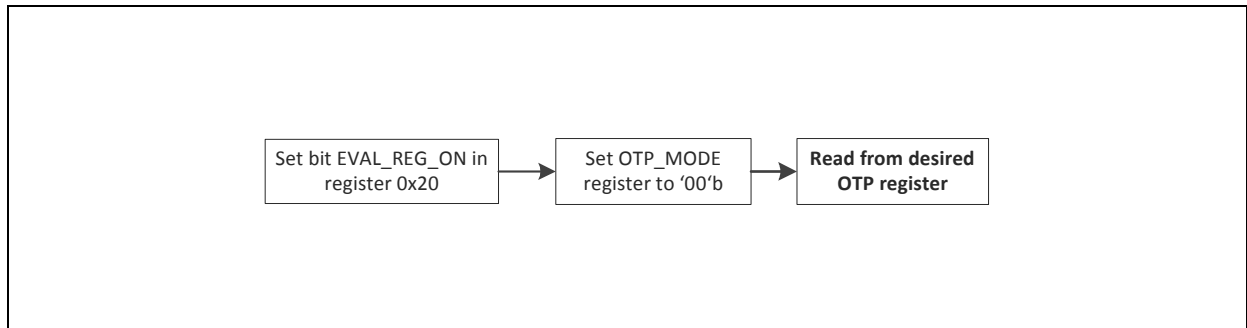 Set bit EVAL_REG_ON in
register 0x20
Set OTP_MODE
register to ‘00‘b
Read from desired
OTP register